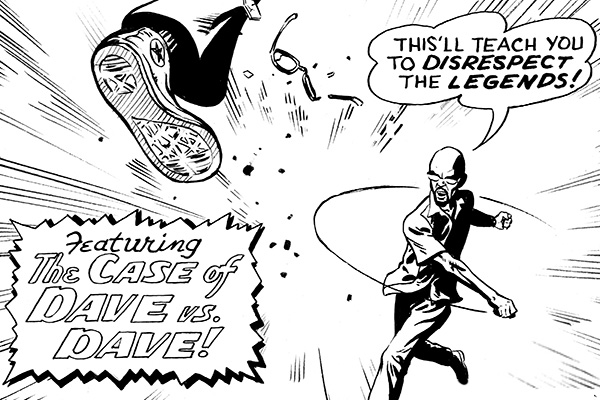 THIS'LL TEACH YOU
TO DISRESPECT
THE LEGENDS!
Featuring
The CASE of
DAVE vs.
DAVE!